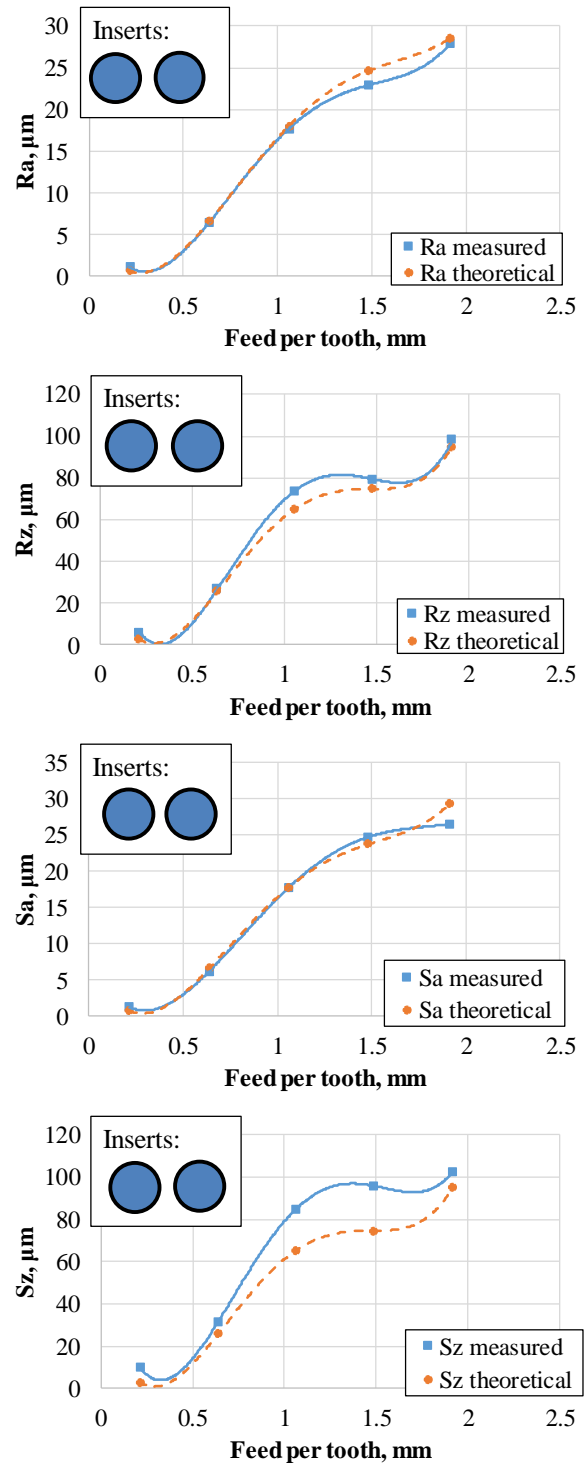 30
25
20
15
10
5
0
Ra, µm
Inserts:
Ra measured
Ra theoretical
0 0.5 1 1.5 2 2.5
Feed per tooth, mm
120
100
80
60
40
20
0
Rz, µm
Inserts:
Rz measured
Rz theoretical
0 0.5 1 1.5 2 2.5
Feed per tooth, mm
35
30
25
20
15
10
5
0
Sa, µm
Inserts:
Sa measured
Sa theoretical
0 0.5 1 1.5 2 2.5
Feed per tooth, mm
120
100
80
60
40
20
0
Sz, µm
Inserts:
Sz measured
Sz theoretical
0 0.5 1 1.5 2 2.5
Feed per tooth, mm